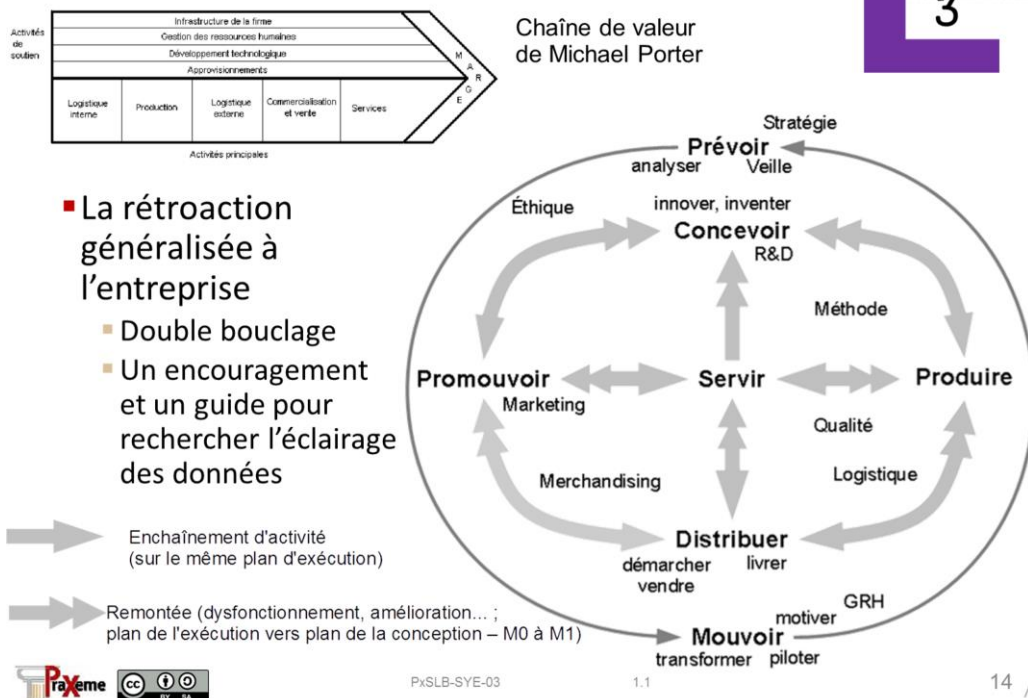 3
Chaîne de valeur
de Michael Porter
Activités
de
soutien
Infrastructure de la firme
Gestion des ressources humaines
Développement technologique
Approvisionnements
Logistique
interne
Production
Logistique
externe
Commercialisation
et vente
Services
MARGE
Activités principales
La rétroaction
généralisée à
l'entreprise
Double bouclage
Un encouragement
et un guide pour
rechercher l'éclairage
des données
Enchaînement d'activité
(sur le même plan d'exécution)
Remontée (dysfonctionnement, amélioration... ;
plan de l'exécution vers plan de la conception – M0 à M1)
Stratégie
Prévoir
analyser
Veille
Éthique
innover, inventer
Concevoir
R&D
Méthode
Promouvoir
Marketing
Servir
Produire
Qualité
Merchandising
Logistique
Distribuer
démarcher
livrer
vendre
GRH
motiver
Mouvoir
transformer
piloter
PraXeme
cc
BY SA
PxSLB-SYE-03
1.1
14